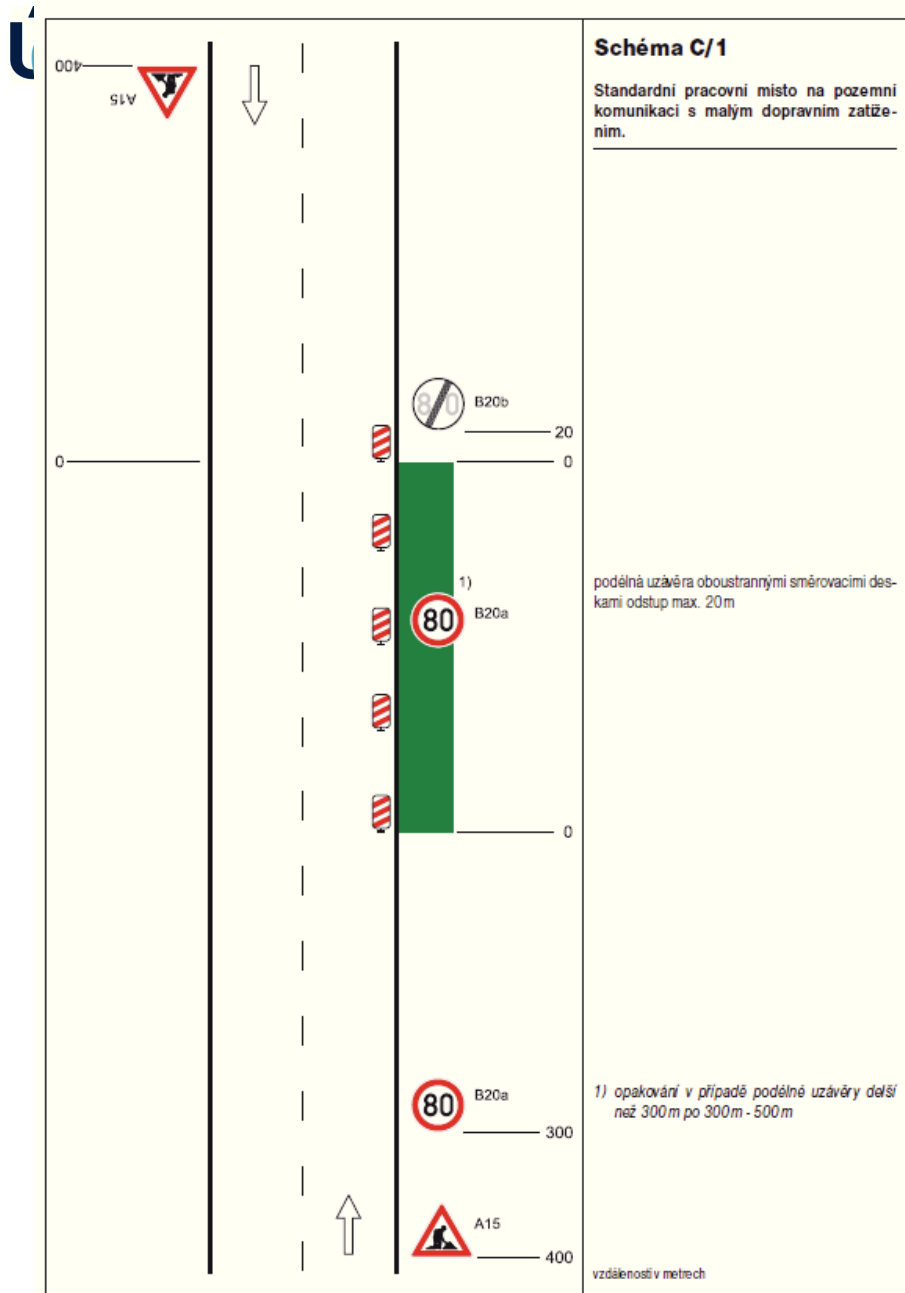 Schéma C/1
Standardní pracovní místo na pozemní
komunikaci s malým dopravním zatíže-
ním.
400
A15
80
B20b
20
0
0
1)
podélná uzávěra oboustrannými směrovacími des-
kami odstup max. 20m
80
B20a
0
80
B20a
1) opakování v případě podélné uzávěry delší
než 300m po 300m - 500m
300
A15
400
vzdálenosti v metrech